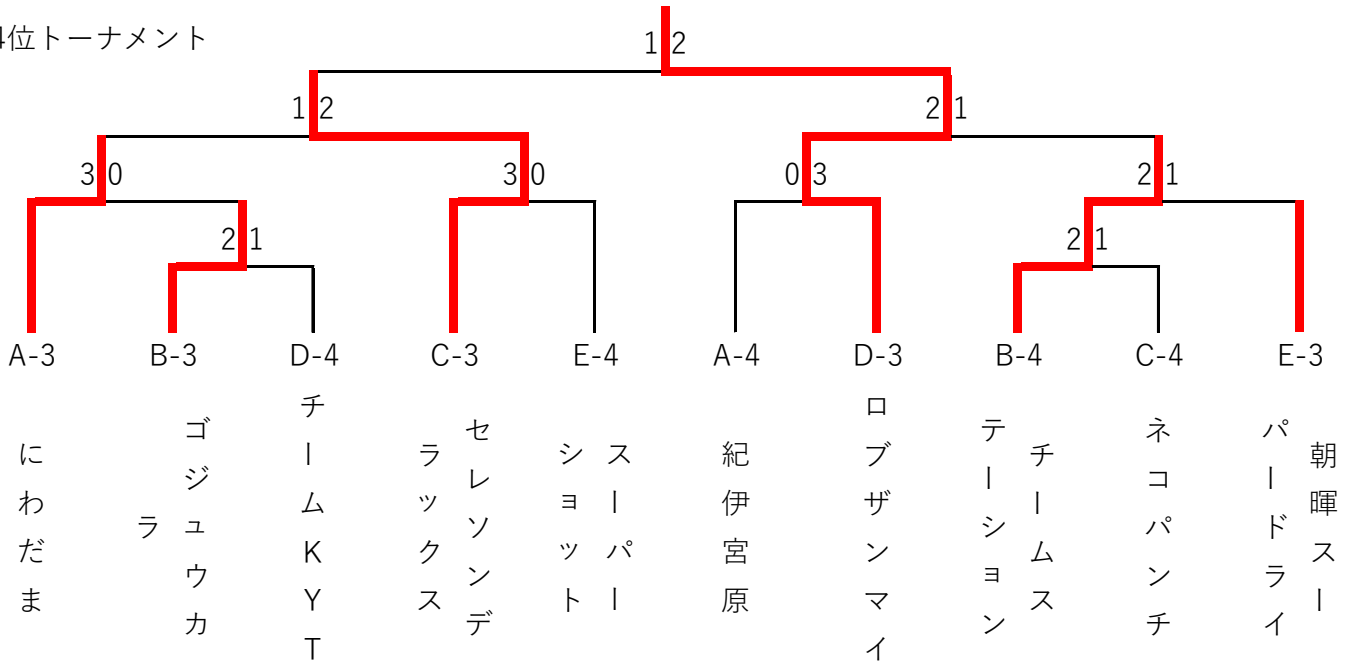 位トーナメント
1 2
1 2
2 1
3 0
3 0
0 3
2 1
2 1
2 1
A-3
B-3
D-4
C-3
E-4
A-4
D-3
B-4
C-4
E-3
にわだま
ゴジュウカ
ラ
チームKYT
セレソンデ
ラックス
スーパー
ショット
紀伊宮原
ロブザンマイ
チームス
テーション
ネコパンチ
朝暉スー
パードライ